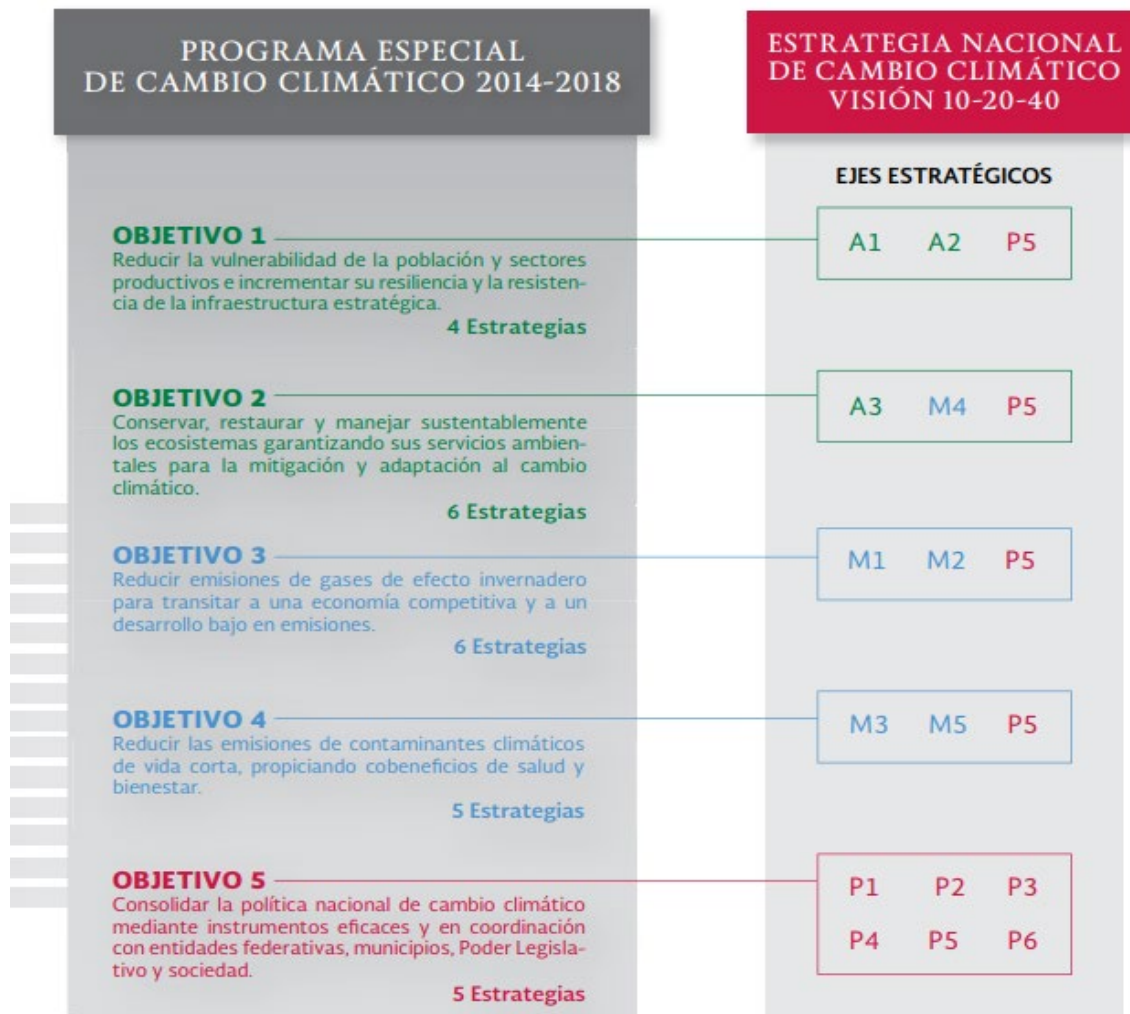 PROGRAMA ESPECIAL
DE CAMBIO CLIMÁTICO 2014-2018
ESTRATEGIA NACIONAL
DE CAMBIO CLIMÁTICO
VISIÓN 10-20-40
EJES ESTRATÉGICOS
OBJETIVO 1
Reducir la vulnerabilidad de la población y sectores
productivos e incrementar su resiliencia y la resisten-
cia de la infraestructura estratégica.
4 Estrategias
A1 A2 P5
OBJETIVO 2
Conservar, restaurar y manejar sustentablemente
los ecosistemas garantizando sus servicios ambien-
tales para la mitigación y adaptación al cambio
climático.
6 Estrategias
A3 M4 P5
OBJETIVO 3
Reducir emisiones de gases de efecto invernadero
para transitar a una economía competitiva y a un
desarrollo bajo en emisiones.
6 Estrategias
M1 M2 P5
OBJETIVO 4
Reducir las emisiones de contaminantes climáticos
de vida corta, propiciando cobeneficios de salud y
bienestar.
5 Estrategias
M3 M5 P5
OBJETIVO 5
Consolidar la política nacional de cambio climático
mediante instrumentos eficaces y en coordinación
con entidades federativas, municipios, Poder Legisla-
tivo y sociedad.
5 Estrategias
P1 P2 P3
P4 P5 P6